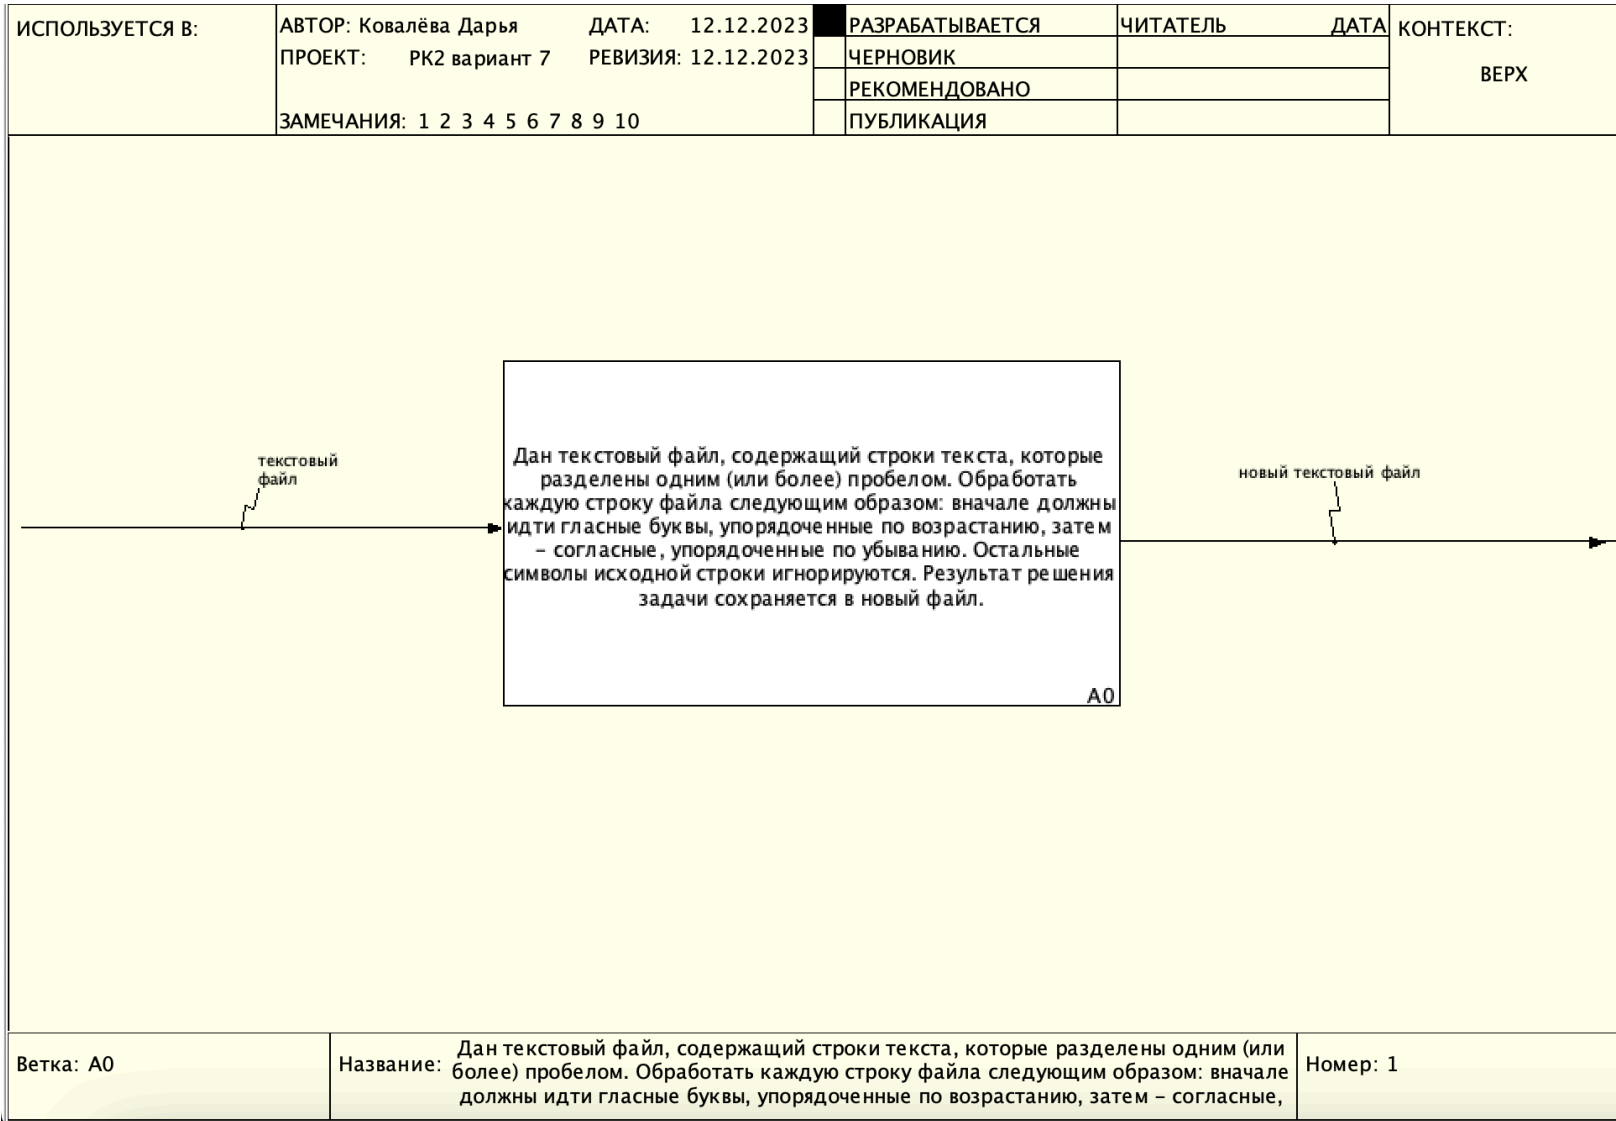 ИСПОЛЬЗУЕТСЯ В:
АВТОР: Ковалёва Дарья
ДАТА: 12.12.2023
ПРОЕКТ: РК2 вариант 7
РЕВИЗИЯ: 12.12.2023
ЗАМЕЧАНИЯ: 1 2 3 4 5 6 7 8 9 10
РАЗРАБАТЫВАЕТСЯ
ЧЕРНОВИК
РЕКОМЕНДОВАНО
ПУБЛИКАЦИЯ
ЧИТАТЕЛЬ
ДАТА
КОНТЕКСТ:
ВЕРХ
текстовый
файл
Дан текстовый файл, содержащий строки текста, которые
разделены одним (или более) пробелом. Обработать
каждую строку файла следующим образом: вначале должны
идти гласные буквы, упорядоченные по возрастанию, затем
– согласные, упорядоченные по убыванию. Остальные
символы исходной строки игнорируются. Результат решения
задачи сохраняется в новый файл.
A0
новый текстовый файл
Ветка: A0
Название:
Дан текстовый файл, содержащий строки текста, которые разделены одним (или
более) пробелом. Обработать каждую строку файла следующим образом: вначале
должны идти гласные буквы, упорядоченные по возрастанию, затем – согласные,
Номер: 1